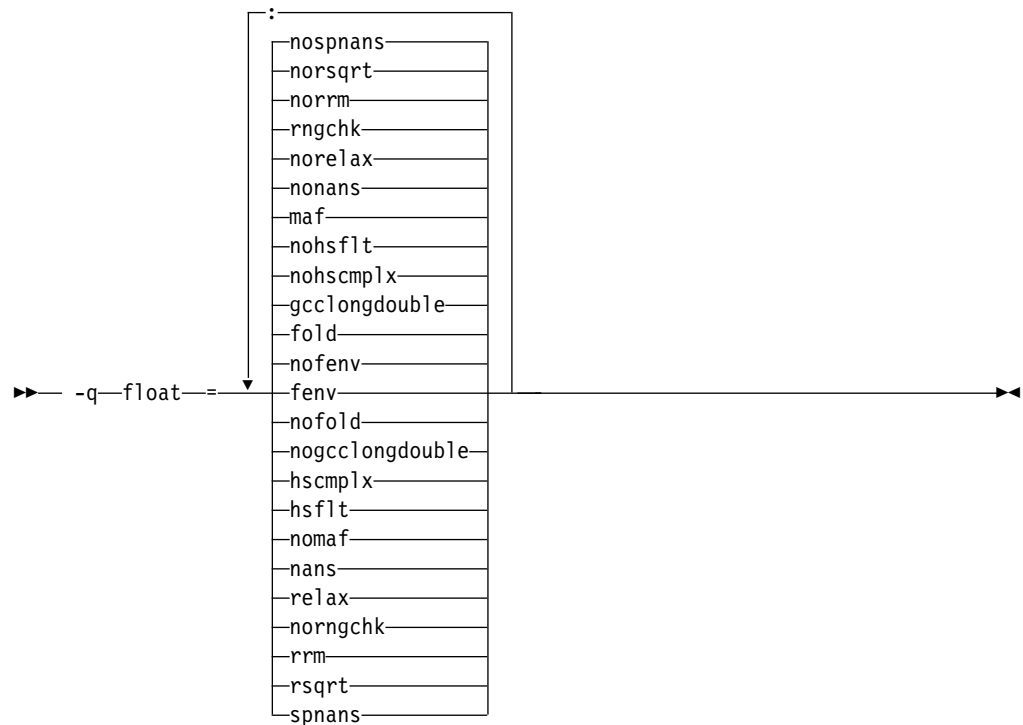 :
nospnans
norsqrt
norrm
rngchk
norelax
nonans
maf
nohsflt
nohscmplx
gcclongdouble
fold
nofenv
-q float = fenv
nofold
nogcclongdouble
hscmplx
hsflt
nomaf
nans
relax
norngchk
rrm
rsqrt
spnans